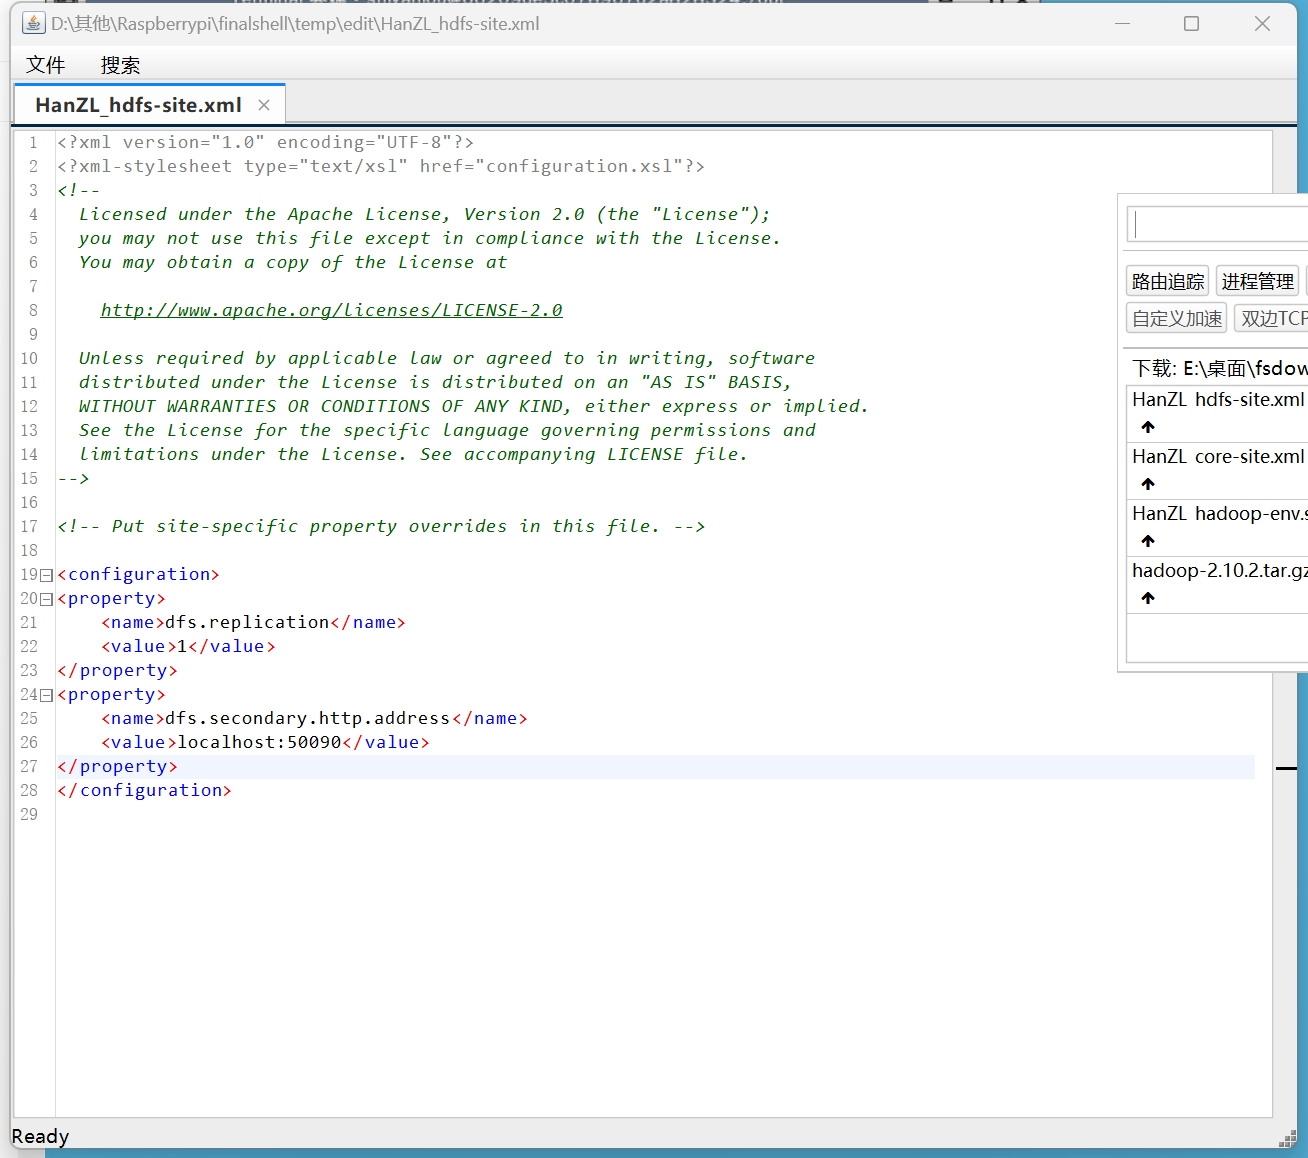 D:\其他\Raspberrypi\finalshell\temp\edit\HanZL_hdfs-site.xml
文件 搜索
HanZL_hdfs-site.xml
1 <?xml version="1.0" encoding="UTF-8"?>
2 <?xml-stylesheet type="text/xsl" href="configuration.xsl"?>
3 <!--
4 Licensed under the Apache License, Version 2.0 (the "License");
5 you may not use this file except in compliance with the License.
6 You may obtain a copy of the License at
7
8 http://www.apache.org/licenses/LICENSE-2.0
9
10 Unless required by applicable law or agreed to in writing, software
11 distributed under the License is distributed on an "AS IS" BASIS,
12 WITHOUT WARRANTIES OR CONDITIONS OF ANY KIND, either express or implied.
13 See the License for the specific language governing permissions and
14 limitations under the License. See accompanying LICENSE file.
15 -->
16
17 <!-- Put site-specific property overrides in this file. -->
18
19 <configuration>
20 <property>
21 <name>dfs.replication</name>
22 <value>1</value>
23 </property>
24 <property>
25 <name>dfs.secondary.http.address</name>
26 <value>localhost:50090</value>
27 </property>
28 </configuration>
29
路由追踪 进程管理
自定义加速 双边TCP
下载: E:\桌面\fsdow
HanZL hdfs-site.xml
HanZL core-site.xml
HanZL hadoop-env.s
hadoop-2.10.2.tar.gz
Ready